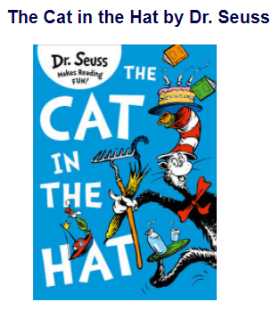 The Cat in the Hat by Dr. Seuss
Dr. Seuss
Makes Reading
FUN!
THE
CAT
IN
THE
HAT